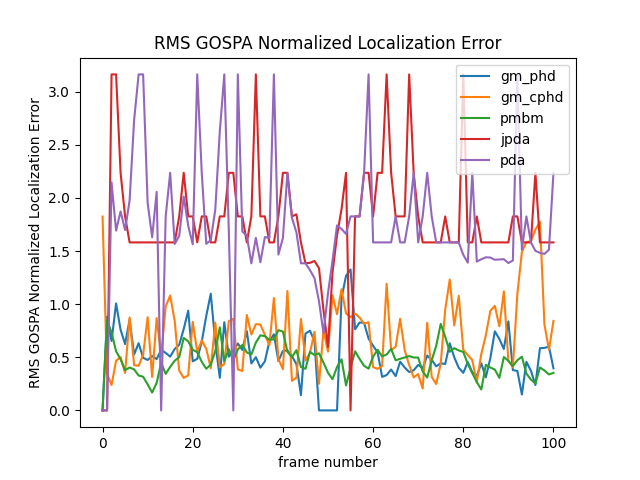 RMS GOSPA Normalized Localization Error
RMS GOSPA Normalized Localization Error
3.0
2.5
2.0
1.5
1.0
0.5
0.0
gm_phd
gm_cphd
pmbm
jpda
pda
0 20 40 60 80 100
frame number